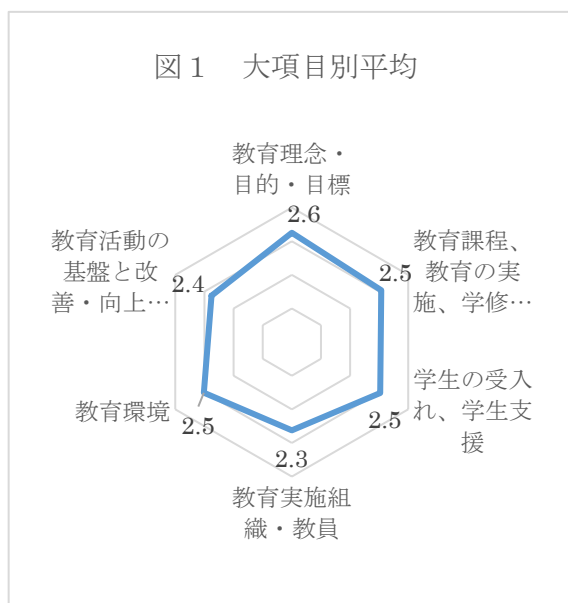 図１　大項目別平均
教育理念・
目的・目標
2.6
教育課程、
教育の実
施、学修…
2.5
学生の受入
れ、学生支
援
2.5
教育実施組
織・教員
2.3
教育環境
2.5
教育活動の
基盤と改
善・向上…
2.4